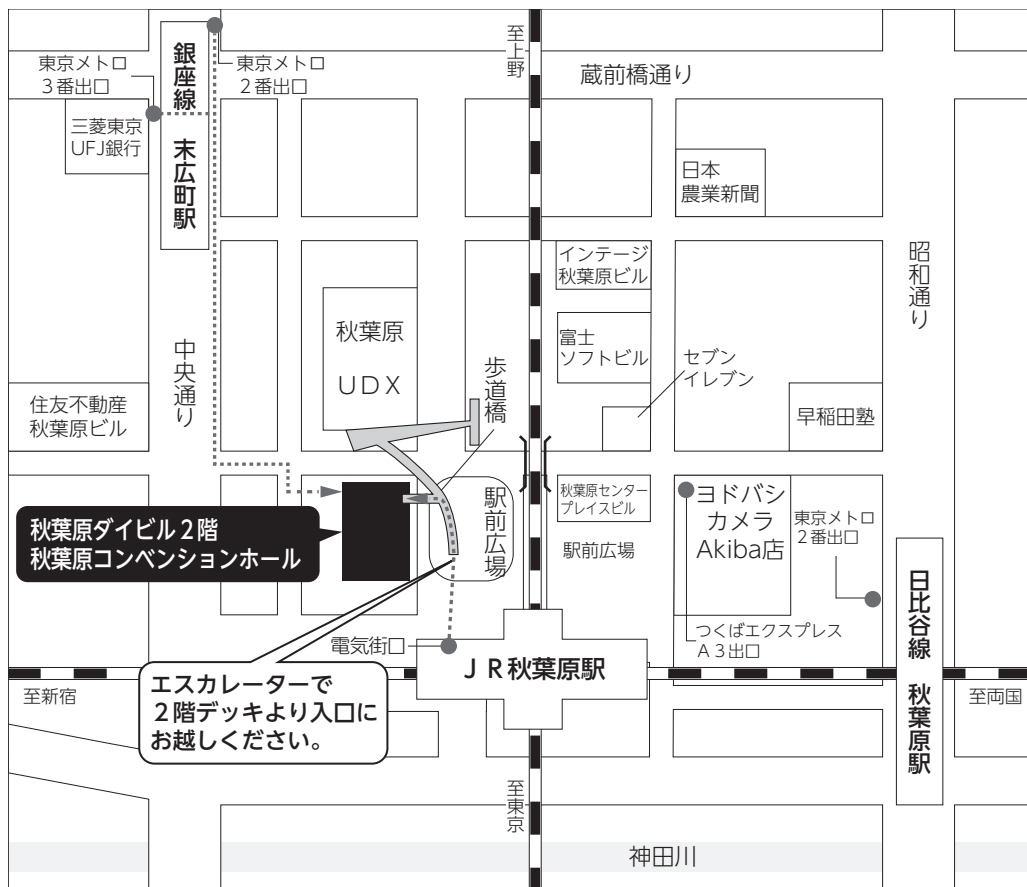 至上野
銀座線 末広町駅
東京メトロ
３番出口
東京メトロ
２番出口
蔵前橋通り
三菱東京
UFJ銀行
日本
農業新聞
インテージ
秋葉原ビル
昭和通り
秋葉原
ＵＤＸ
富士
ソフトビル
中央通り
歩道橋
セブン
イレブン
住友不動産
秋葉原ビル
早稲田塾
駅前広場
秋葉原センター
プレイスビル
ヨドバシ
カメラ
Akiba店
東京メトロ
２番出口
秋葉原ダイビル２階
秋葉原コンベンションホール
駅前広場
日比谷線 秋葉原駅
電気街口
つくばエクスプレス
Ａ３出口
ＪＲ秋葉原駅
エスカレーターで
２階デッキより入口に
お越しください。
至新宿
至両国
至東京
神田川